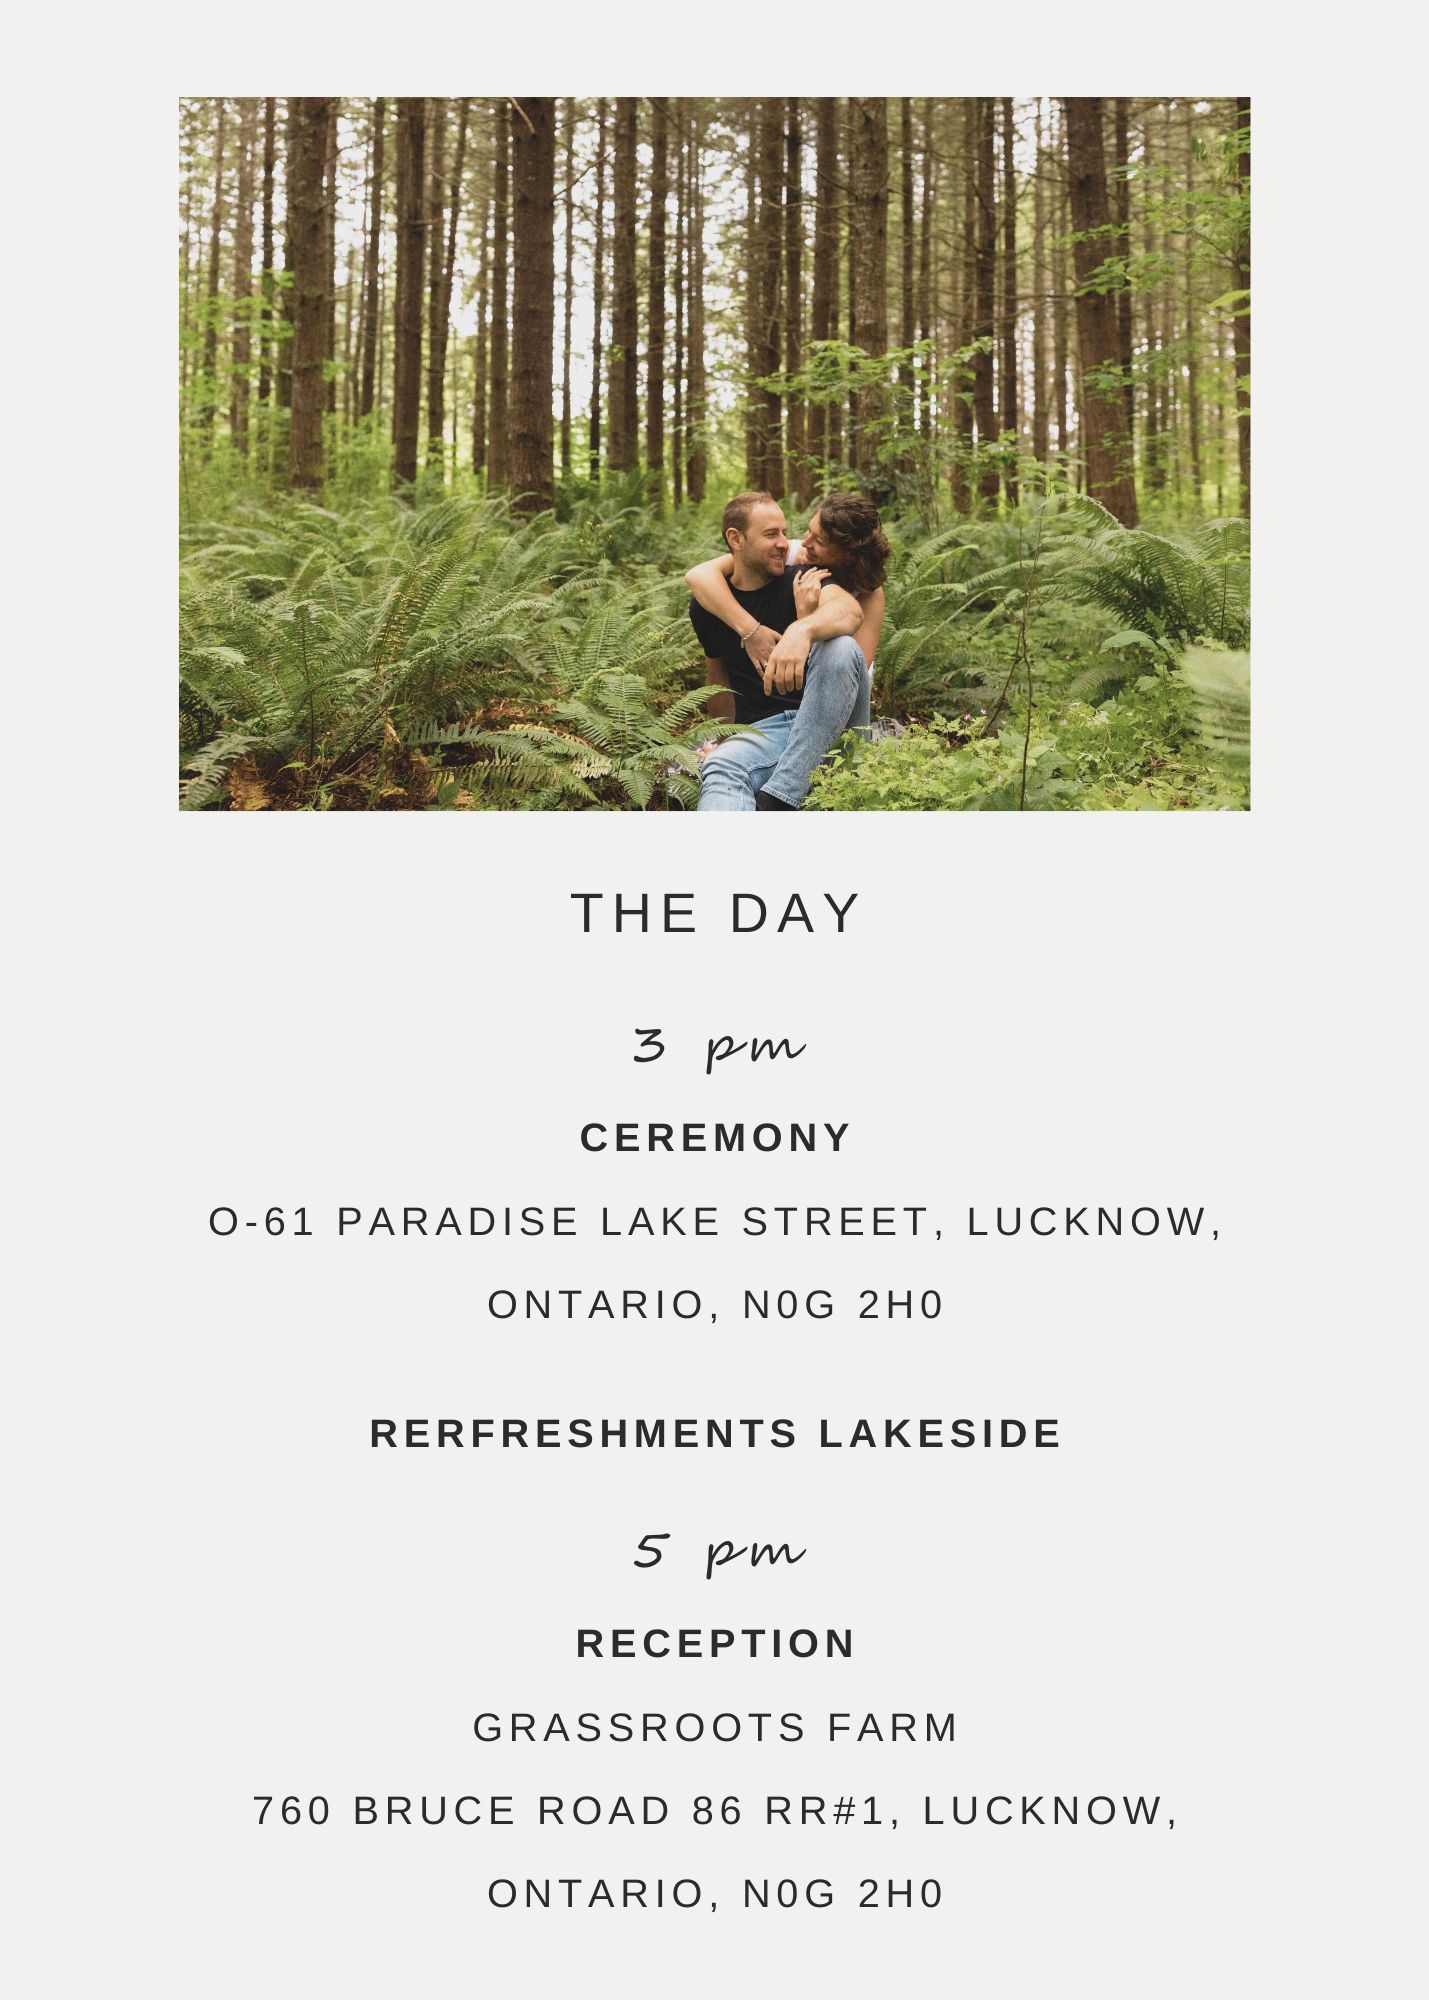 THE DAY
3 pm
CEREMONY
O-61 PARADISE LAKE STREET, LUCKNOW,
ONTARIO, N0G 2H0
RERFRESHMENTS LAKESIDE
5 pm
RECEPTION
GRASSROOTS FARM
760 BRUCE ROAD 86 RR#1, LUCKNOW,
ONTARIO, N0G 2H0